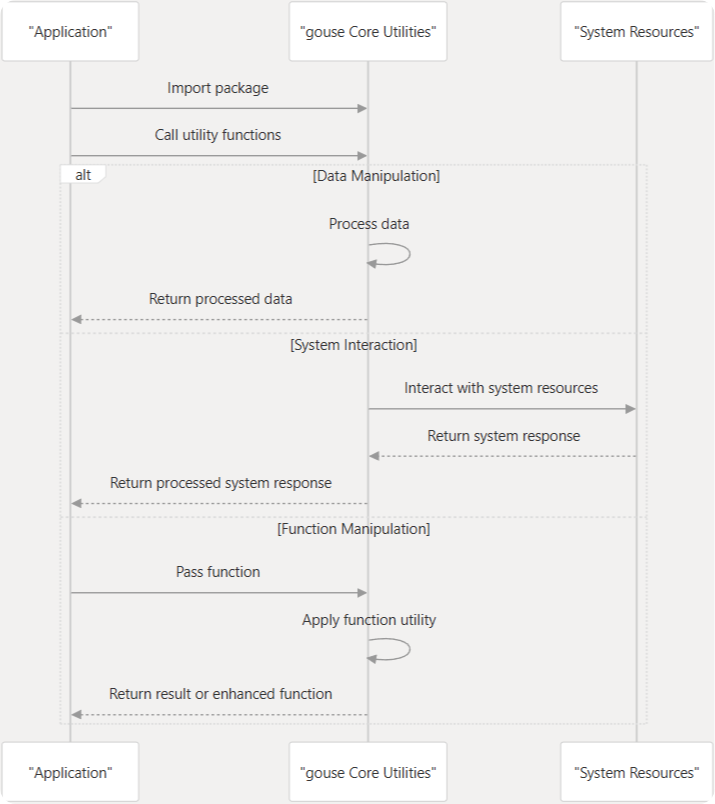 "Application"
"gouse Core Utilities"
"System Resources"
Import package
Call utility functions
alt
[Data Manipulation]
Process data
Return processed data
[System Interaction]
Interact with system resources
Return system response
Return processed system response
[Function Manipulation]
Pass function
Apply function utility
Return result or enhanced function
"Application"
"gouse Core Utilities"
"System Resources"